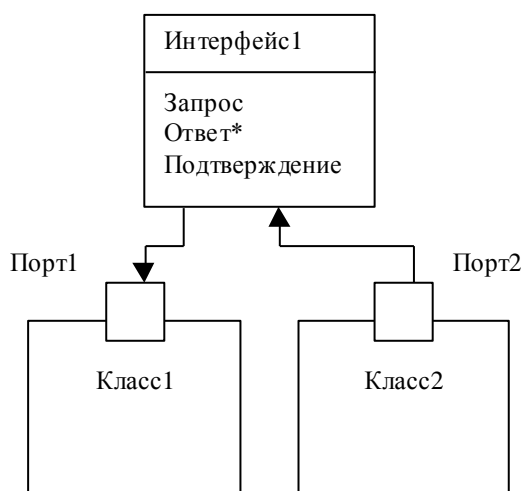 Интерфейс1
Запрос
Ответ*
Подтверждение
Порт1
Порт2
Класс1
Класс2